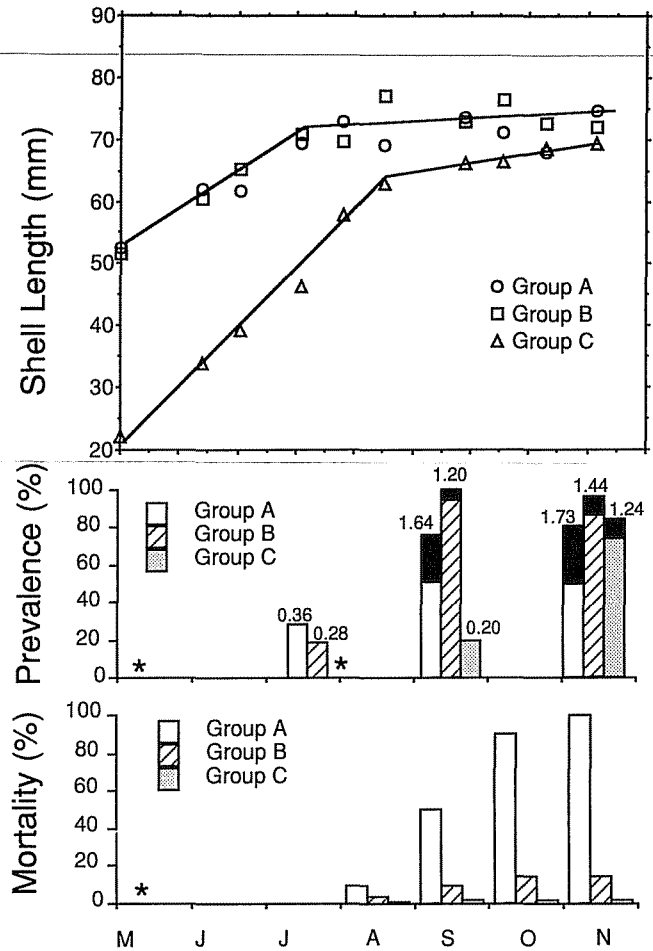 90
80
70
60
50
40
30
20
Shell Length (mm)
Group A
Group B
Group C
100
80
60
40
20
0
Prevalence (%)
Group A
Group B
Group C
*
0.36
0.28
*
1.64
1.20
0.20
1.73
1.44
1.24
100
80
60
40
20
0
Mortality (%)
Group A
Group B
Group C
*
M J J A S O N